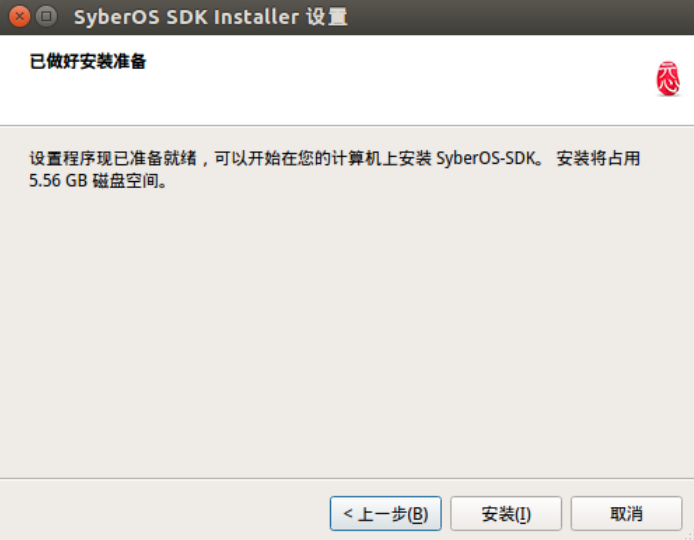 SyberOS SDK Installer 设置
已做好安装准备
设置程序现已准备就绪，可以开始在您的计算机上安装 SyberOS-SDK。 安装将占用
5.56 GB 磁盘空间。
< 上一步(B) 安装(I) 取消